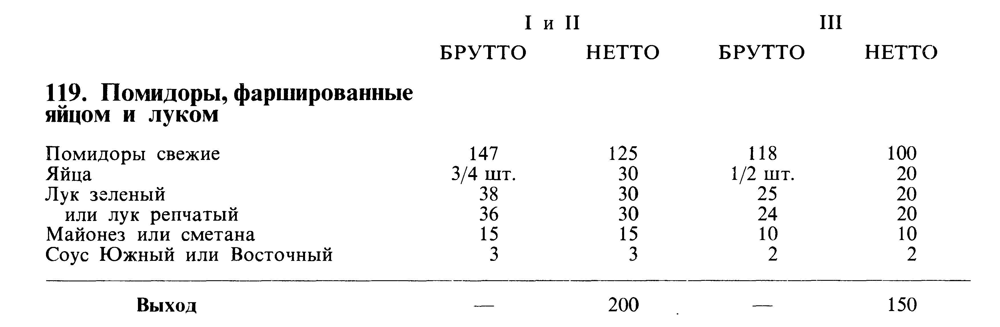 I и II III
БРУТТО НЕТТО БРУТТО НЕТТО
119. Помидоры, фаршированные
яйцом и луком
Помидоры свежие 147 125 118 100
Яйца 3/4 шт. 30 1/2 шт. 20
Лук зеленый 38 30 25 20
или лук репчатый 36 30 24 20
Майонез или сметана 15 15 10 10
Соус Южный или Восточный 3 3 2 2
Выход — 200 — 150